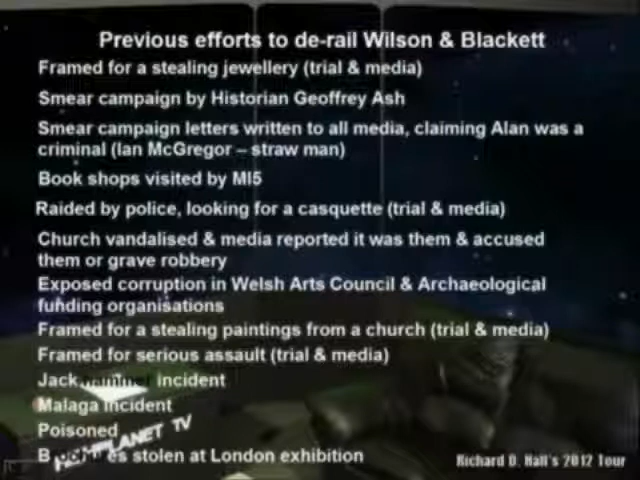 Previous efforts to de-rail Wilson & Blackett
Framed for a stealing jewellery (trial & media)
Smear campaign by Historian Geoffrey Ash
Smear campaign letters written to all media, claiming Alan was a
criminal (Ian McGregor – straw man)
Book shops visited by MI5
Raided by police, looking for a casquette (trial & media)
Church vandalised & media reported it was them & accused
them or grave robbery
Exposed corruption in Welsh Arts Council & Archaeological
funding organisations
Framed for a stealing paintings from a church (trial & media)
Framed for serious assault (trial & media)
Jackhammer incident
Malaga incident
Poisoned
stolen at London exhibition
PLANET TV
Richard D. Hall's 2012 Tour